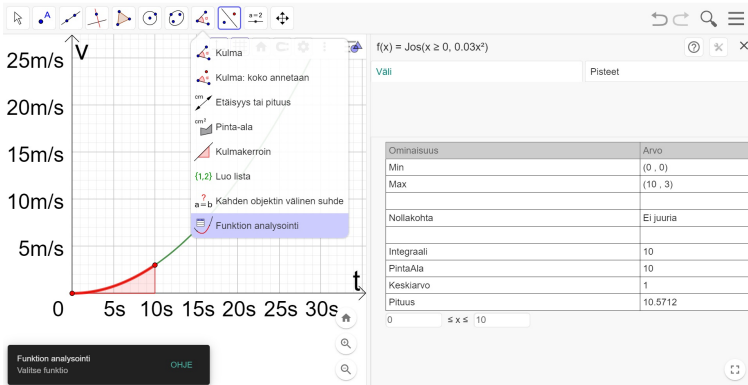 A
a=2
f(x) = Jos(x ≥ 0, 0.03x²)
Väli
Pisteet
v
25m/s
20m/s
15m/s
10m/s
5m/s
0
5s 10s 15s 20s 25s 30s
t
Kulma
Kulma: koko annetaan
cm
Etäisyys tai pituus
cm²
Pinta-ala
Kulmakerroin
{1,2}
Luo lista
?
a=b
Kahden objektin välinen suhde
Funktion analysointi
Ominaisuus Arvo
Min (0 , 0)
Max (10 , 3)
Nollakohta Ei juuria
Integraali 10
PintaAla 10
Keskiarvo 1
Pituus 10.5712
0 ≤ x ≤ 10
Funktion analysointi
Valitse funktio
OHJE